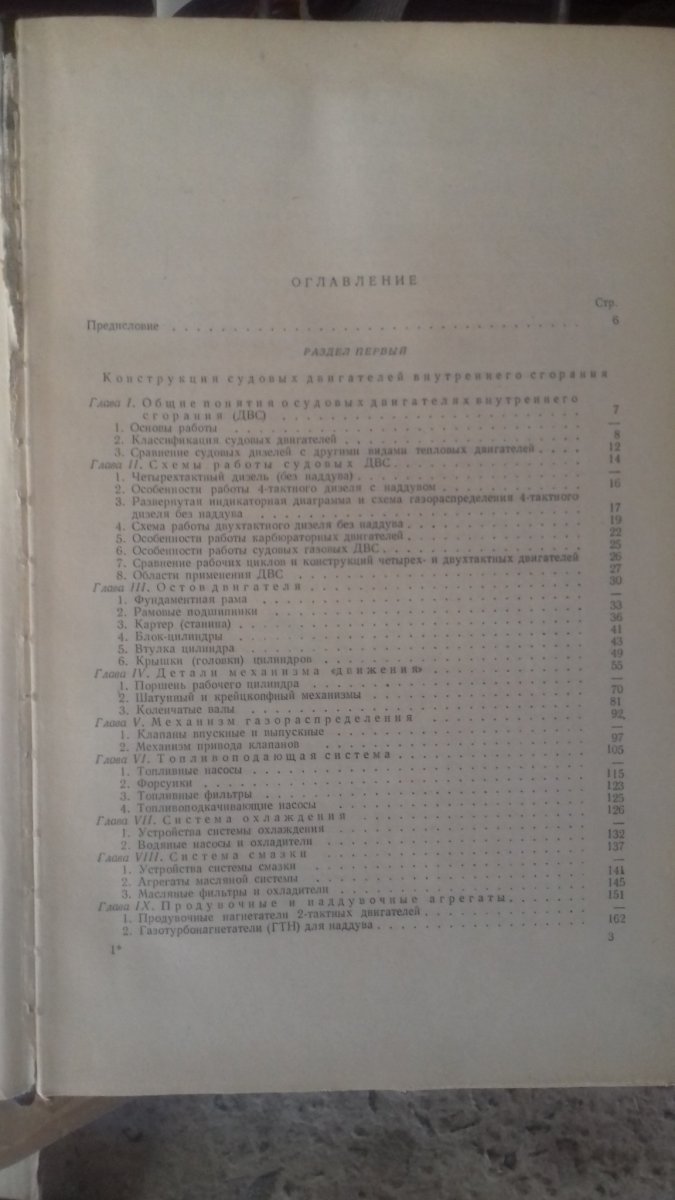 ОГЛАВЛЕНИЕ
Стр.
Предисловие . . . . . . . . . . . . . . . . . . . . . . . . . . . . 6
РАЗДЕЛ ПЕРВЫЙ
Конструкция судовых двигателей внутреннего сгорания
Глава I. Общие понятия о судовых двигателях внутреннего
сгорания (ДВС) . . . . . . . . . . . . . . . . . . . . 7
1. Основы работы . . . . . . . . . . . . . . . . . . . . —
2. Классификация судовых двигателей . . . . . . . . . . . . 8
3. Сравнение судовых дизелей с другими видами тепловых двигателей . . . . 12
Глава II. Схемы работы судовых ДВС . . . . . . . . . . . . 14
1. Четырехтактный дизель (без наддува) . . . . . . . . . . . . —
2. Особенности работы 4-тактного дизеля с наддувом . . . . . . . . 16
3. Развернутая индикаторная диаграмма и схема газораспределения 4-тактного
дизеля без наддува . . . . . . . . . . . . . . . . 17
4. Схема работы двухтактного дизеля без наддува . . . . . . . . 19
5. Особенности работы карбюраторных двигателей . . . . . . . . 22
6. Особенности работы судовых газовых ДВС . . . . . . . . . . 25
7. Сравнение рабочих циклов и конструкций четырех- и двухтактных двигателей 26
8. Области применения ДВС . . . . . . . . . . . . . . 27
Глава III. Остов двигателя . . . . . . . . . . . . . . 30
1. Фундаментная рама . . . . . . . . . . . . . . . . —
2. Рамовые подшипники . . . . . . . . . . . . . . . . 33
3. Картер (станина) . . . . . . . . . . . . . . . . 36
4. Блок-цилиндры . . . . . . . . . . . . . . . . 41
5. Втулка цилиндра . . . . . . . . . . . . . . . . 43
6. Крышки (головки) цилиндров . . . . . . . . . . . . 49
Глава IV. Детали механизма «движения» . . . . . . . . 55
1. Поршень рабочего цилиндра . . . . . . . . . . . . —
2. Шатунный и крейцкопфный механизмы . . . . . . . . . . 70
3. Коленчатые валы . . . . . . . . . . . . . . . . 81
Глава V. Механизм газораспределения . . . . . . . . 92
1. Клапаны впускные и выпускные . . . . . . . . . . . . —
2. Механизм привода клапанов . . . . . . . . . . . . 97
Глава VI. Топливоподающая система . . . . . . . . . . 105
1. Топливные насосы . . . . . . . . . . . . . . . . —
2. Форсунки . . . . . . . . . . . . . . . . . . 115
3. Топливные фильтры . . . . . . . . . . . . . . . . 123
4. Топливоподкачивающие насосы . . . . . . . . . . . . 125
Глава VII. Система охлаждения . . . . . . . . . . . . 126
1. Устройства системы охлаждения . . . . . . . . . . . . —
2. Водяные насосы и охладители . . . . . . . . . . . . 132
Глава VIII. Система смазки . . . . . . . . . . . . 137
1. Устройства системы смазки . . . . . . . . . . . . —
2. Агрегаты масляной системы . . . . . . . . . . . . 141
3. Масляные фильтры и охладители . . . . . . . . . . . . 145
Глава IX. Продувочные и наддувочные агрегаты . . . . 151
1. Продувочные нагнетатели 2-тактных двигателей . . . . . . . . —
2. Газотурбонагнетатели (ГТН) для наддува . . . . . . . . . . 162
1*
3